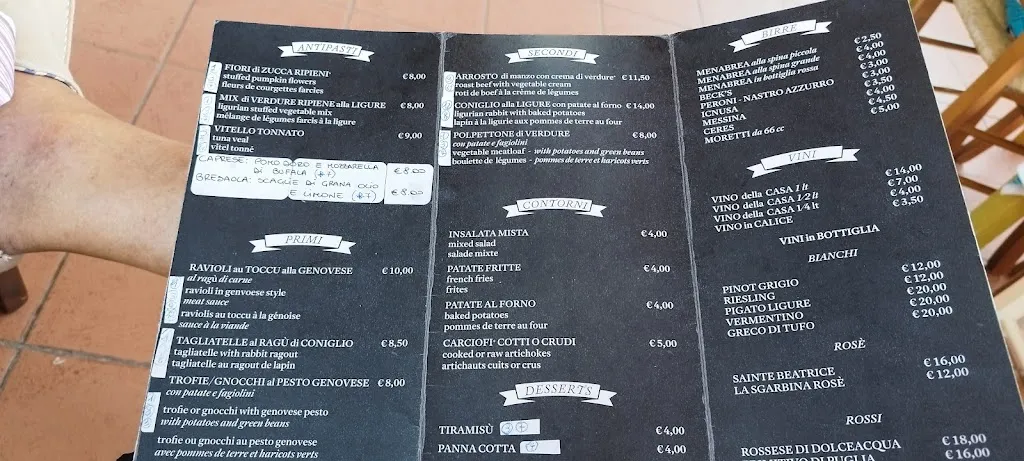 ANTIPASTI
FIORI di ZUCCA RIPIENI* €8,00
stuffed pumpkin flowers
fleurs de courgettes farcies
MIX di VERDURE RIPIENE alla LIGURE €8,00
ligurian stuffed vegetable mix
mélange de légumes farcis à la ligure
VITELLO TONNATO €9,00
tuna veal
vitel tonné
CAPRESE: POMODORO E MOZZARELLA
DI BUFALA (*7) €8.00
BREDAOLA: SCAGLIE DI GRANA OLIO
E LIMONE (*7) €8.00
PRIMI
RAVIOLI au TOCCU alla GENOVESE €10,00
al ragù di carne
ravioli in genvoese style
meat sauce
raviolis au toccu à la génoise
sauce à la viande
TAGLIATELLE al RAGÙ di CONIGLIO €8,50
tagliatelle with rabbit ragout
tagliatelle au ragout de lapin
TROFIE/GNOCCHI al PESTO GENOVESE €8,00
con patate e fagiolini
trofie or gnocchi with genovese pesto
with potatoes and green beans
trofie ou gnocchi au pesto genovese
avec pommes de terre et haricots verts
SECONDI
ARROSTO di manzo con crema di verdure* €11,50
roast beef with vegetable cream
roti de boeuf à la crème de légumes
CONIGLIO alla LIGURE con patate al forno €14,00
ligurian rabbit with baked potatoes
lapin à la ligurie aux pommes de terre au four
POLPETTONE di VERDURE €8,00
con patate e fagiolini
vegetable meatloaf - with potatoes and green beans
boulette de légumes - pommes de terre et haricots verts
CONTORNI
INSALATA MISTA €4,00
mixed salad
salade mixte
PATATE FRITTE €4,00
french fries
frites
PATATE AL FORNO €4,00
baked potatoes
pommes de terre au four
CARCIOFI* COTTI O CRUDI €5,00
cooked or raw artichokes
artichauts cuits or crus
DESSERTS
TIRAMISÙ €4,00
PANNA COTTA €4,00
BIRRE
MENABREA alla spina piccola €2,50
MENABREA alla spina grande €4,00
MENABREA in bottiglia rossa €4,00
BECK'S €3,00
PERONI - NASTRO AZZURRO €3,00
ICNUSA €3,50
MESSINA €4,00
CERES €4,50
MORETTI da 66 cc €5,00
VINI
VINO della CASA 1 lt €14,00
VINO della CASA 1/2 lt €7,00
VINO della CASA 1/4 lt €4,00
VINO in CALICE €3,50
VINI in BOTTIGLIA
BIANCHI
PINOT GRIGIO €12,00
RIESLING €12,00
PIGATO LIGURE €20,00
VERMENTINO €20,00
GRECO DI TUFO €20,00
ROSÈ
SAINTE BEATRICE €16,00
LA SGARBINA ROSÈ €12,00
ROSSI
ROSSESE DI DOLCEACQUA €18,00
PRIMITIVO DI PUGLIA €16,00